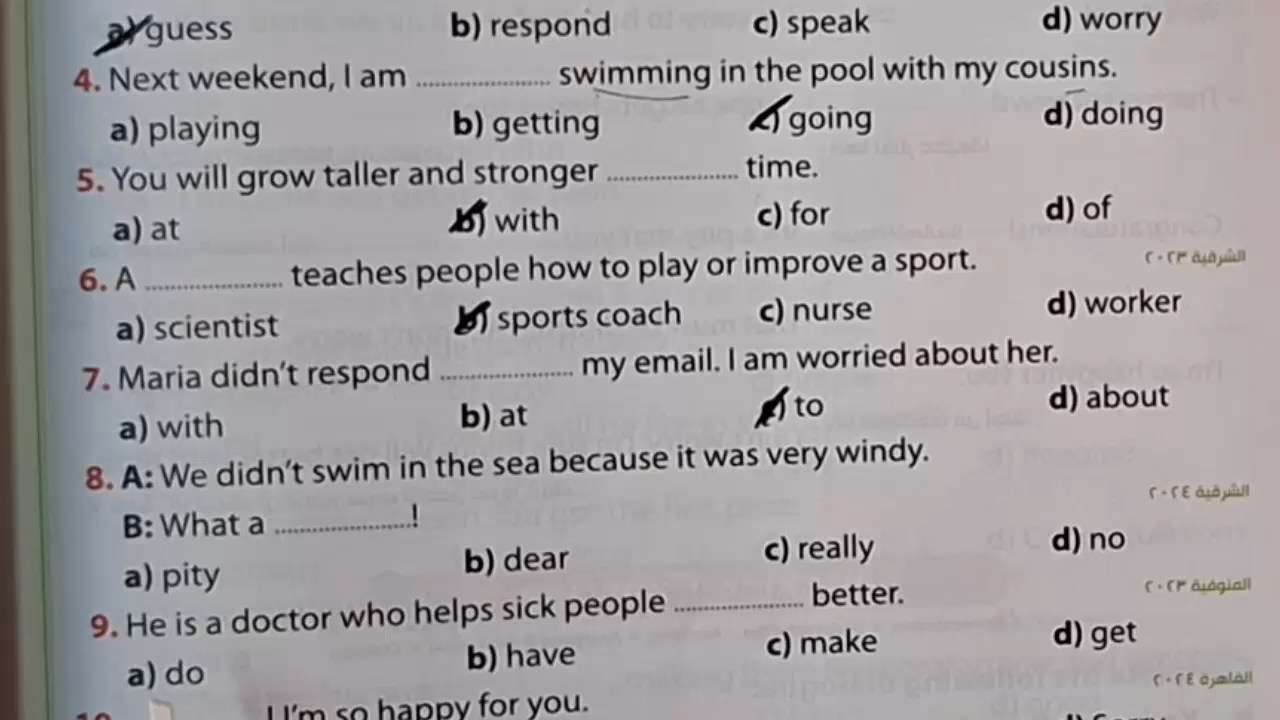 a) guess b) respond c) speak d) worry
4. Next weekend, I am .................... swimming in the pool with my cousins.
a) playing b) getting c) going d) doing
5. You will grow taller and stronger .................... time.
a) at b) with c) for d) of
6. A .................... teaches people how to play or improve a sport. الشرقية ٢٠٢٣
a) scientist b) sports coach c) nurse d) worker
7. Maria didn't respond .................... my email. I am worried about her.
a) with b) at c) to d) about
8. A: We didn't swim in the sea because it was very windy.
الشرقية ٢٠٢٤
B: What a ....................!
a) pity b) dear c) really d) no
المنوفية ٢٠٢٣
9. He is a doctor who helps sick people .................... better.
a) do b) have c) make d) get
القاهرة ٢٠٢٤
I'm so happy for you.